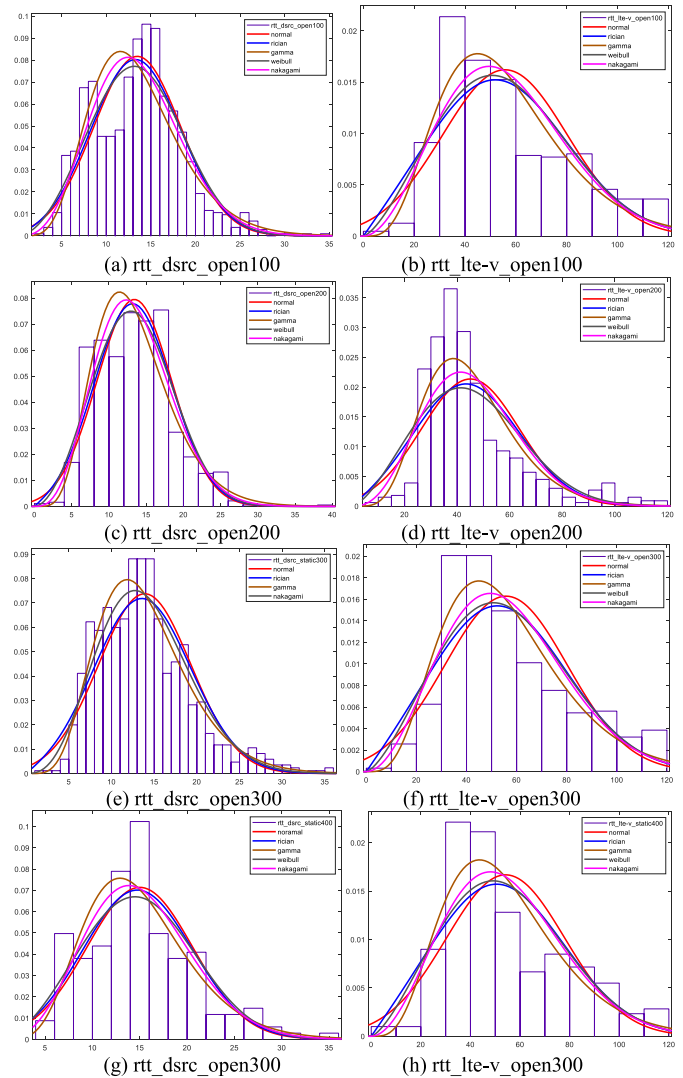 0.1
0.09
0.08
0.07
0.06
0.05
0.04
0.03
0.02
0.01
0
rtt_dsrc_open100
normal
rician
gamma
weibull
nakagami
5 10 15 20 25 30 35
(a) rtt_dsrc_open100
0.02
0.015
0.01
0.005
0
rtt_lte-v_open100
normal
rician
gamma
weibull
nakagami
0 20 40 60 80 100 120
(b) rtt_lte-v_open100
0.08
0.07
0.06
0.05
0.04
0.03
0.02
0.01
0
rtt_dsrc_open200
normal
rician
gamma
weibull
nakagami
0 5 10 15 20 25 30 35 40
(c) rtt_dsrc_open200
0.035
0.03
0.025
0.02
0.015
0.01
0.005
0
rtt_lte-v_open200
normal
rician
gamma
weibull
nakagami
20 40 60 80 100 120
(d) rtt_lte-v_open200
0.09
0.08
0.07
0.06
0.05
0.04
0.03
0.02
0.01
0
rtt_dsrc_static300
normal
rician
gamma
nakagami
5 10 15 20 25 30 35
(e) rtt_dsrc_open300
0.02
0.018
0.016
0.014
0.012
0.01
0.008
0.006
0.004
0.002
0
rtt_lte-v_open300
normal
rician
gamma
weibull
nakagami
0 20 40 60 80 100 120
(f) rtt_lte-v_open300
0.1
0.09
0.08
0.07
0.06
0.05
0.04
0.03
0.02
0.01
0
rtt_dsrc_static400
noramal
rician
gamma
weibull
nakagami
5 10 15 20 25 30 35
(g) rtt_dsrc_open300
0.02
0.015
0.01
0.005
0
rtt_lte-v_static400
normal
rician
gamma
weibull
nakagami
0 20 40 60 80 100 120
(h) rtt_lte-v_open300